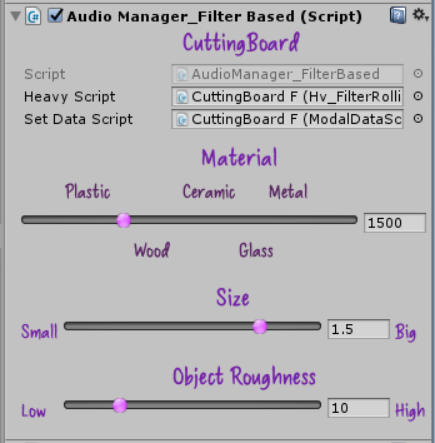 Audio Manager_Filter Based (Script)
CuttingBoard
Script AudioManager_FilterBased
Heavy Script CuttingBoard F (Hv_FilterRolli
Set Data Script CuttingBoard F (ModalDataSc
Material
Plastic Ceramic Metal
1500
Wood Glass
Size
Small 1.5 Big
Object Roughness
Low 10 High